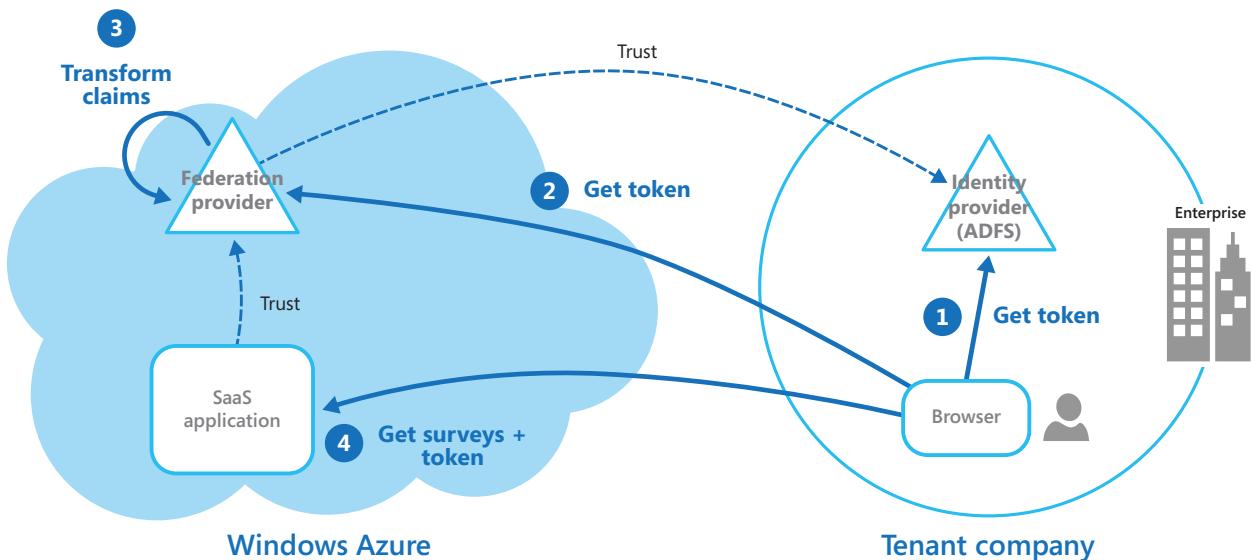 3
Transform
claims
Trust
Federation
provider
2 Get token
Identity
provider
(ADFS)
Enterprise
Trust
1 Get token
SaaS
application
Browser
4 Get surveys +
token
Windows Azure
Tenant company